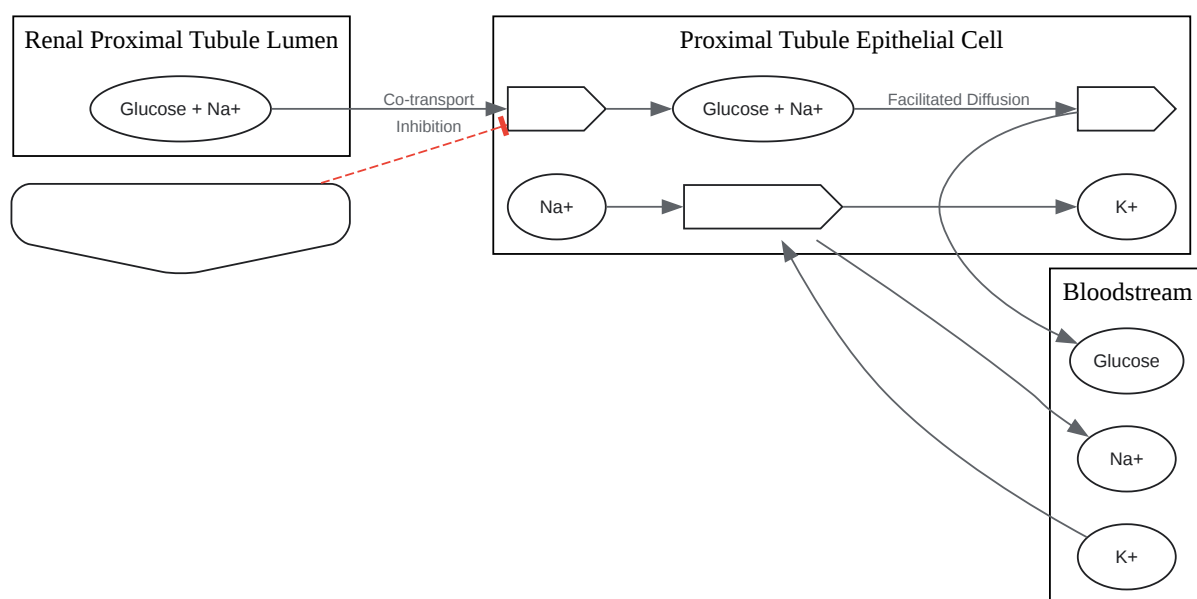 Renal Proximal Tubule Lumen
Proximal Tubule Epithelial Cell
Glucose + Na+
Co-transport
Inhibition
Glucose + Na+
Facilitated Diffusion
Na+
K+
Bloodstream
Glucose
Na+
K+